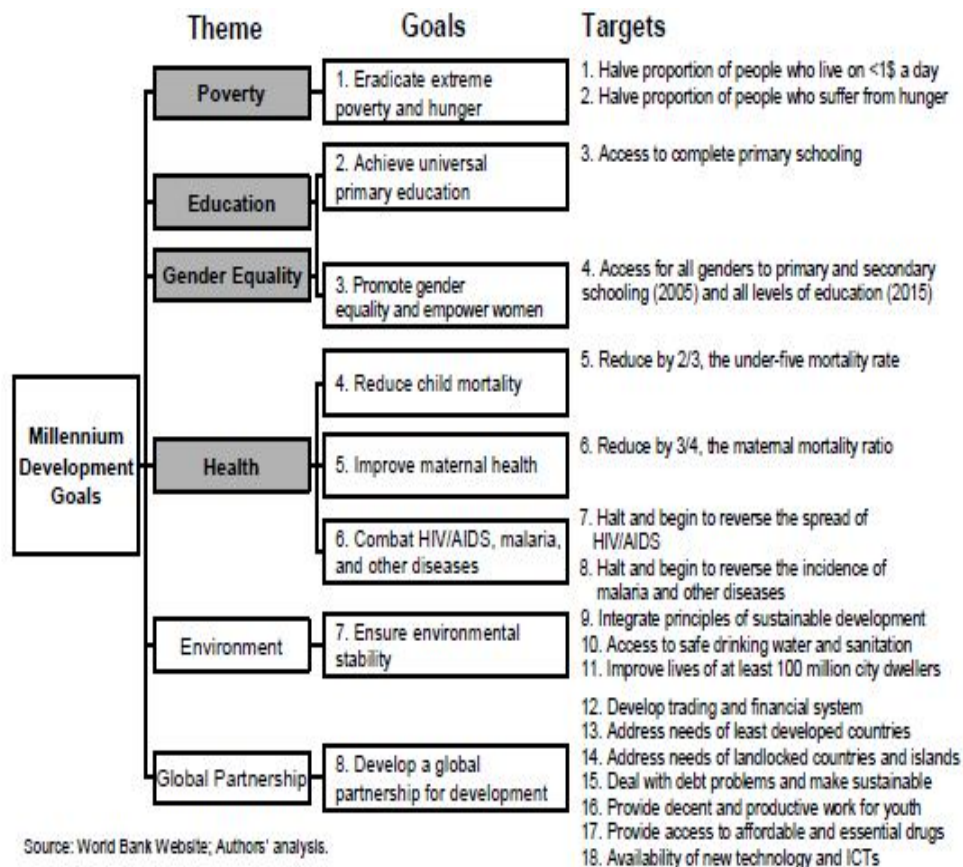 Theme
Goals
Targets
Poverty
1. Eradicate extreme
poverty and hunger
1. Halve proportion of people who live on <1$ a day
2. Halve proportion of people who suffer from hunger
Education
2. Achieve universal
primary education
3. Access to complete primary schooling
Gender Equality
3. Promote gender
equality and empower women
4. Access for all genders to primary and secondary
schooling (2005) and all levels of education (2015)
Millennium
Development
Goals
Health
4. Reduce child mortality
5. Reduce by 2/3, the under-five mortality rate
5. Improve maternal health
6. Reduce by 3/4, the maternal mortality ratio
6. Combat HIV/AIDS, malaria,
and other diseases
7. Halt and begin to reverse the spread of
HIV/AIDS
8. Halt and begin to reverse the incidence of
malaria and other diseases
Environment
7. Ensure environmental
stability
9. Integrate principles of sustainable development
10. Access to safe drinking water and sanitation
11. Improve lives of at least 100 million city dwellers
Global Partnership
8. Develop a global
partnership for development
12. Develop trading and financial system
13. Address needs of least developed countries
14. Address needs of landlocked countries and islands
15. Deal with debt problems and make sustainable
16. Provide decent and productive work for youth
17. Provide access to affordable and essential drugs
18. Availability of new technology and ICTs
Source: World Bank Website; Authors' analysis.